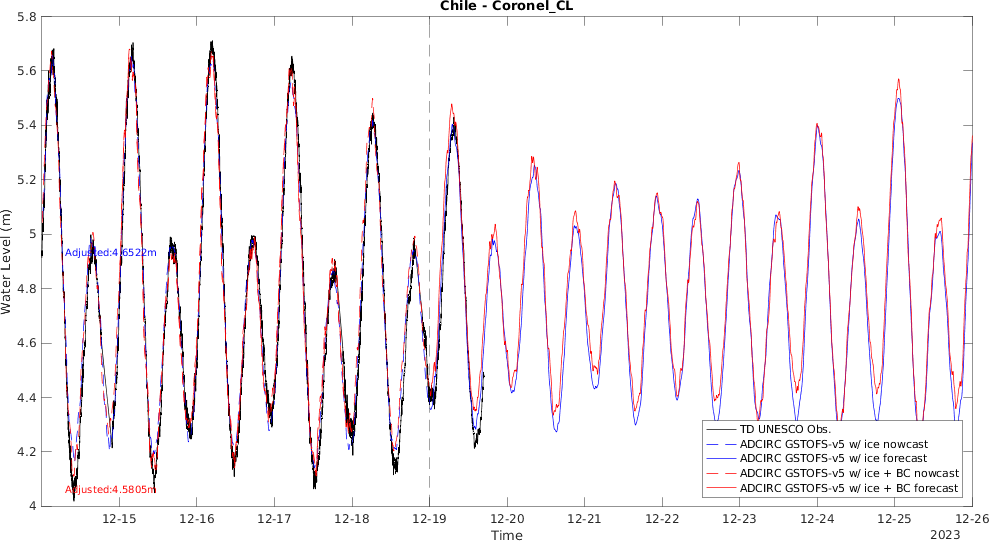 Chile - Coronel_CL
5.8
5.6
5.4
5.2
5
4.8
4.6
4.4
4.2
4
Water Level (m)
Adjusted:4.6522m
Adjusted:4.5805m
TD UNESCO Obs.
ADCIRC GSTOFS-v5 w/ ice nowcast
ADCIRC GSTOFS-v5 w/ ice forecast
ADCIRC GSTOFS-v5 w/ ice + BC nowcast
ADCIRC GSTOFS-v5 w/ ice + BC forecast
12-15 12-16 12-17 12-18 12-19 12-20 12-21 12-22 12-23 12-24 12-25 12-26
Time
2023